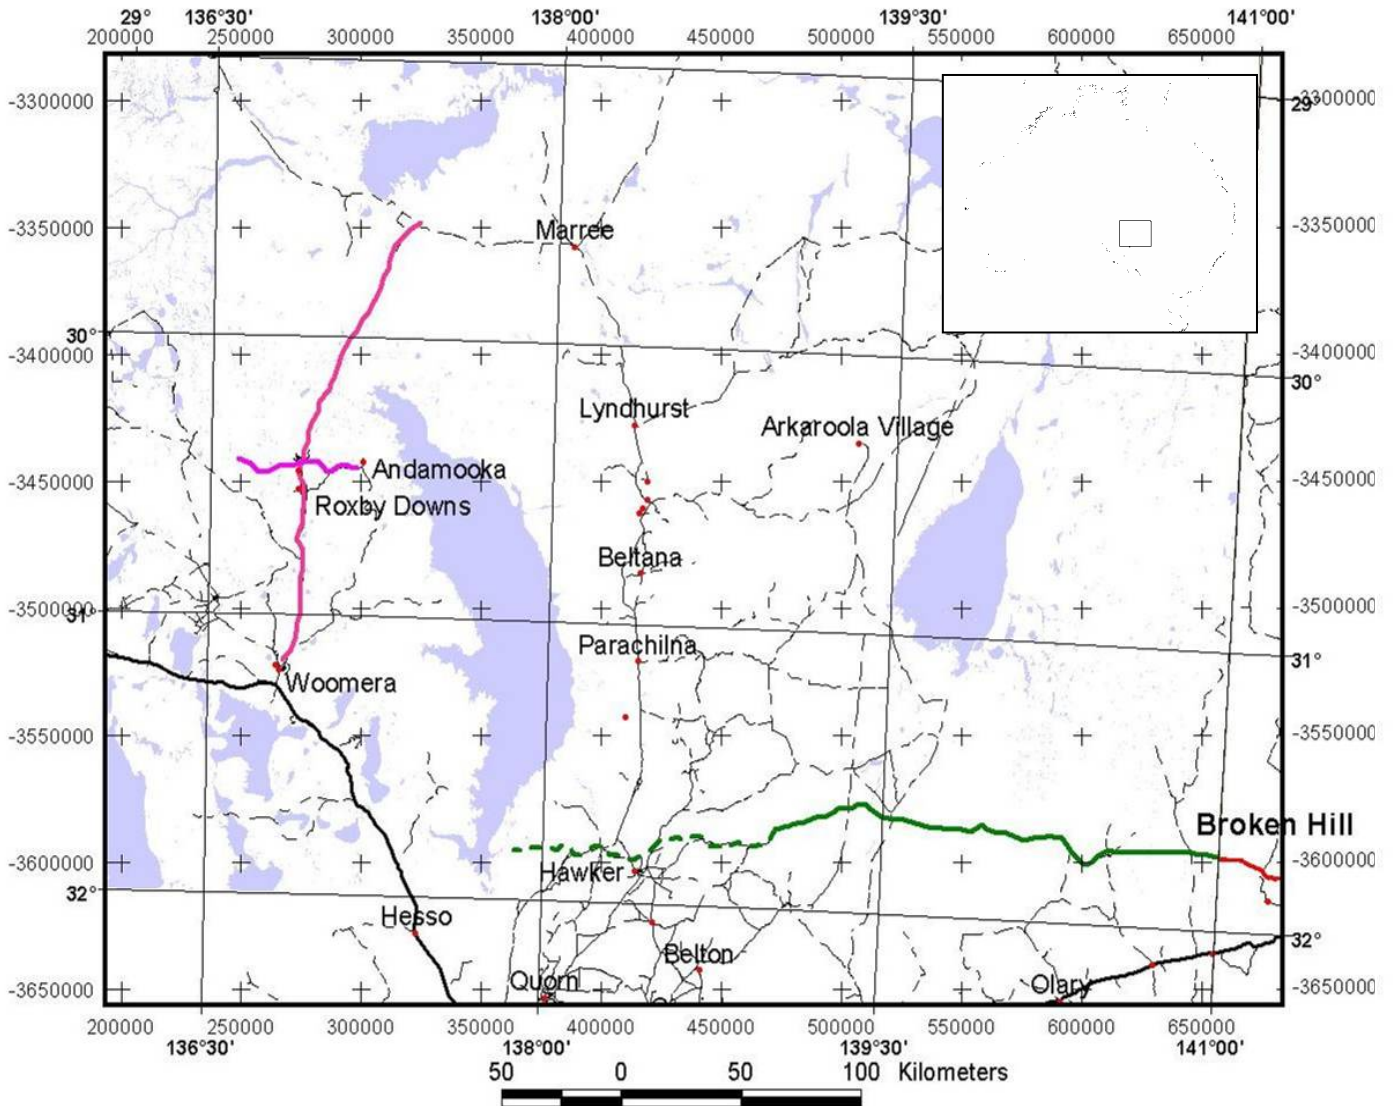 29° 136°30' 138°00' 139°30' 141°00'
200000 250000 300000 350000 400000 450000 500000 550000 600000 650000
-3300000 29° 3300000
Marree
-3350000 -3350000
30°
-3400000 -3400000
30°
Lyndhurst
Arkaroola Village
Andamooka
-3450000 -3450000
Roxby Downs
Beltana
-3500000 31° -3500000
Parachilna
31°
Woomera
-3550000 -3550000
Broken Hill
-3600000 -3600000
Hawker
32°
Hesso
32°
Belton
Quorn Olary
-3650000 -3650000
200000 250000 300000 350000 400000 450000 500000 550000 600000 650000
136°30' 138°00' 139°30' 141°00'
50 0 50 100 Kilometers